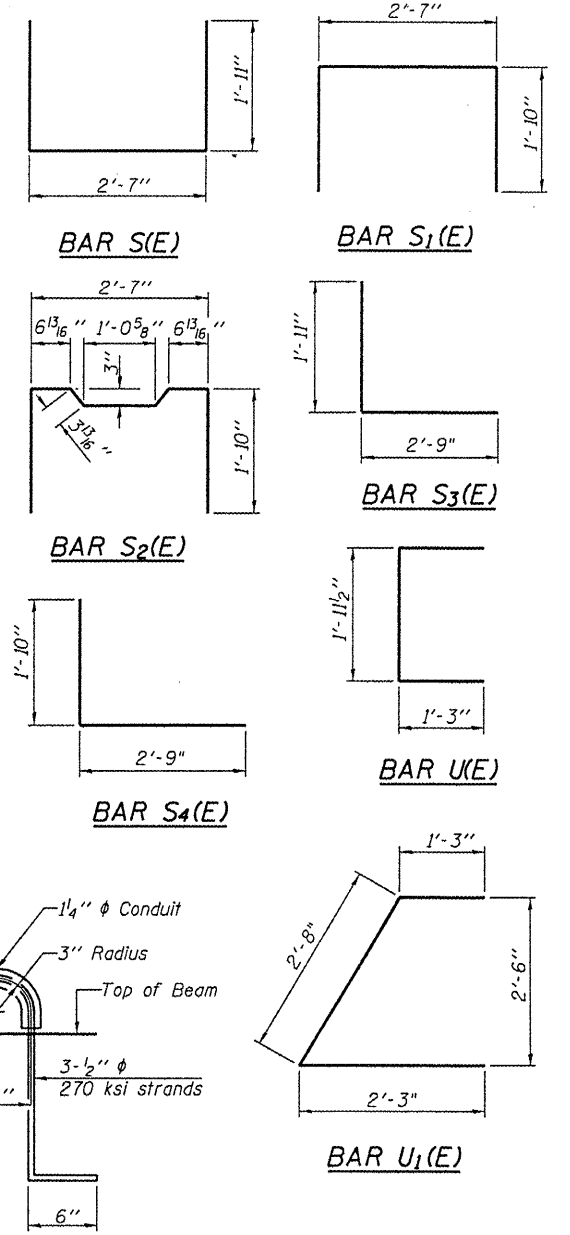 2'-7"
1'-11"
2'-7"
1'-10"
BAR S(E)
BAR S1(E)
2'-7"
6 13/16 " 1'-0 5/8 " 6 13/16 "
3"
3 13/16 "
1'-10"
BAR S2(E)
1'-11"
2'-9"
BAR S3(E)
1'-10"
2'-9"
BAR S4(E)
1'-11 1/2"
1'-3"
BAR U(E)
1 1/4" φ Conduit
3" Radius
Top of Beam
3-1/2" φ
270 ksi strands
"
6"
1'-3"
2'-8"
2'-6"
2'-3"
BAR U1(E)